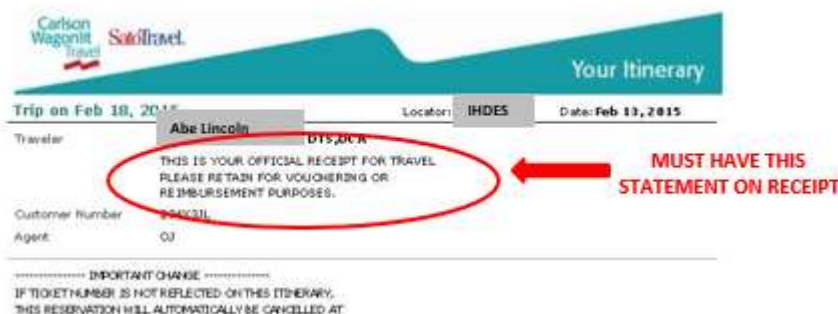 Carlson
Wagonlit
Travel
SatoTravel
Your Itinerary
Trip on Feb 18, 2015 Locator: IHDES Date: Feb 13, 2015
Traveler Abe Lincoln DTS,DCA
THIS IS YOUR OFFICIAL RECEIPT FOR TRAVEL
PLEASE RETAIN FOR VOUCHERING OR
REIMBURSEMENT PURPOSES.
MUST HAVE THIS
STATEMENT ON RECEIPT
Customer Number
Agent OJ
--------------- IMPORTANT CHANGE ---------------
IF TICKET NUMBER IS NOT REFLECTED ON THIS ITINERARY,
THIS RESERVATION WILL AUTOMATICALLY BE CANCELLED AT